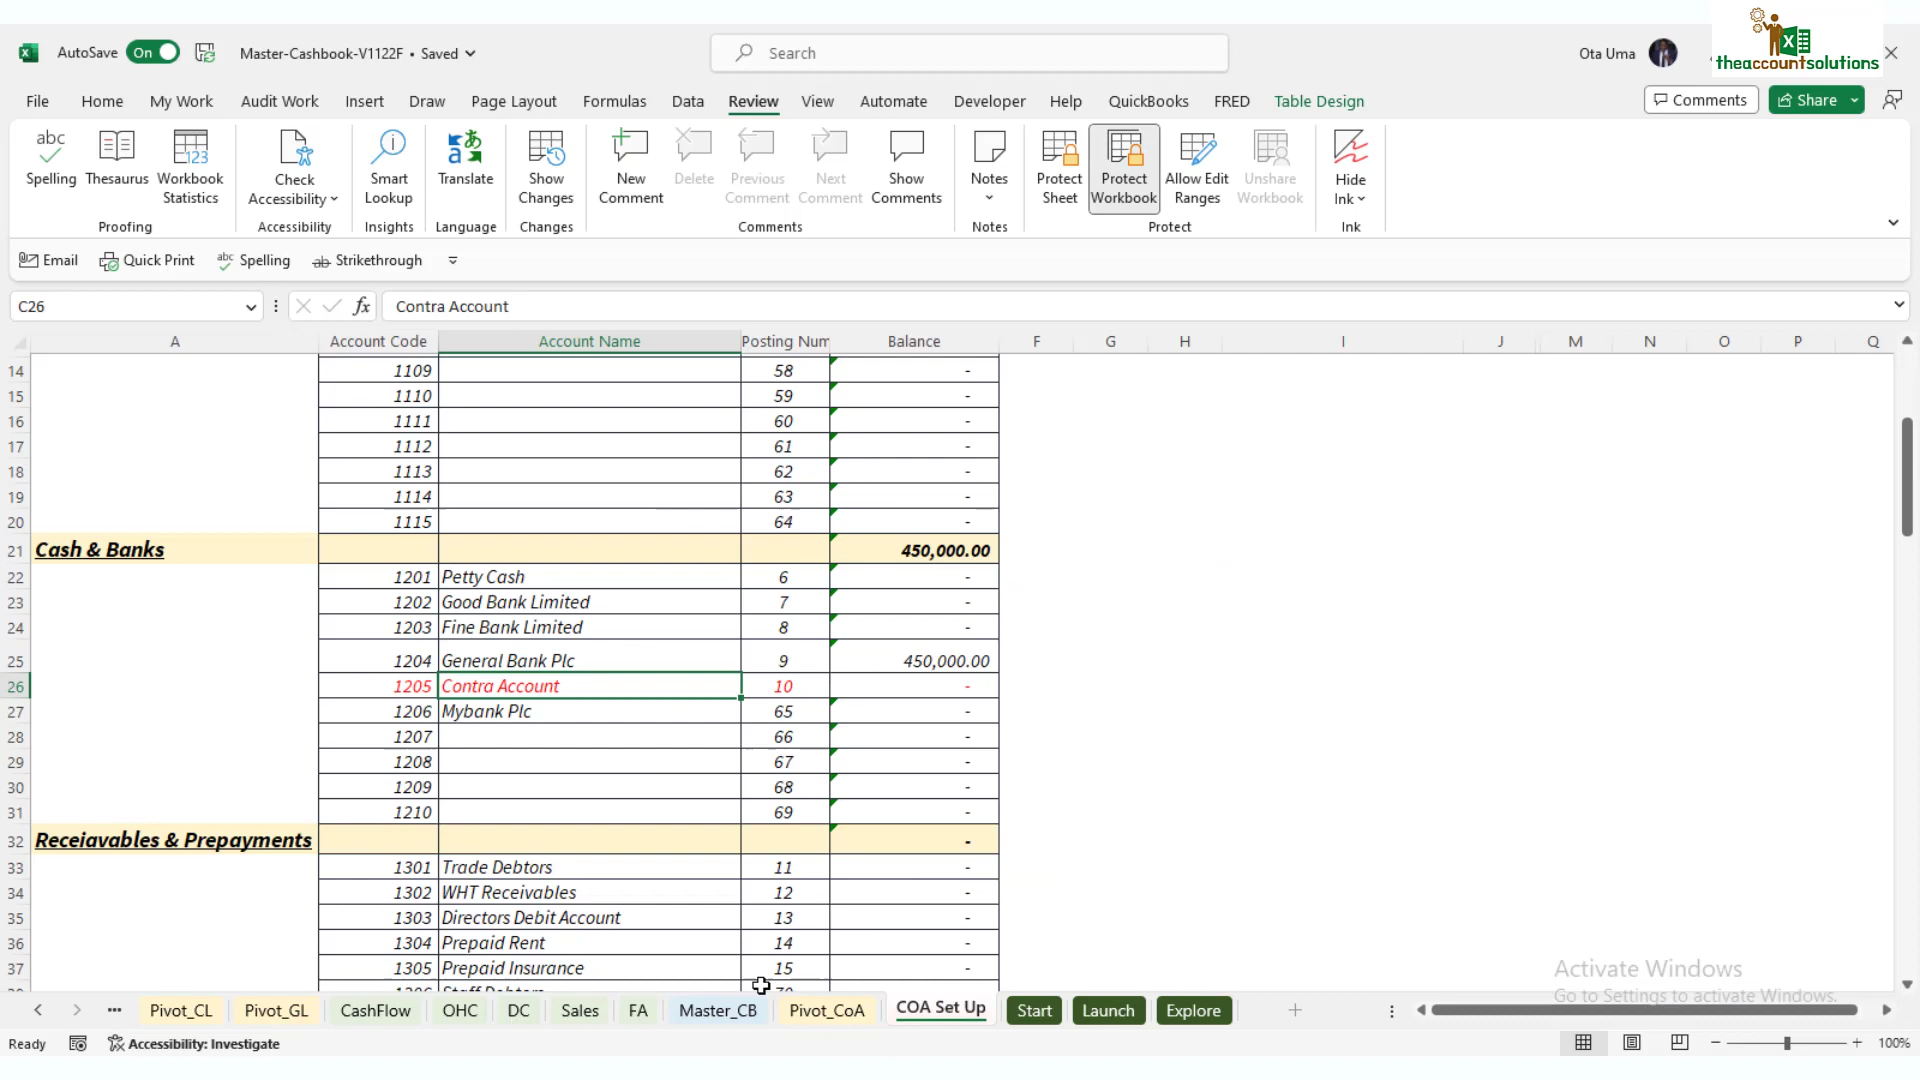 AutoSave On Master-Cashbook-V1122F • Saved Search Ota Uma theaccountsolutions
File Home My Work Audit Work Insert Draw Page Layout Formulas Data Review View Automate Developer Help QuickBooks FRED Table Design Comments Share
Spelling Thesaurus Workbook Statistics Check Accessibility Smart Lookup Translate Show Changes New Comment Delete Previous Comment Next Comment Show Comments Notes Protect Sheet Protect Workbook Allow Edit Ranges Unshare Workbook Hide Ink
Proofing Accessibility Insights Language Changes Comments Notes Protect Ink
Email Quick Print Spelling ab Strikethrough
C26 fx Contra Account
A Account Code Account Name Posting Num Balance F G H I J M N O P Q
14 1109 58 -
15 1110 59 -
16 1111 60 -
17 1112 61 -
18 1113 62 -
19 1114 63 -
20 1115 64 -
21 Cash & Banks 450,000.00
22 1201 Petty Cash 6 -
23 1202 Good Bank Limited 7 -
24 1203 Fine Bank Limited 8 -
25 1204 General Bank Plc 9 450,000.00
26 1205 Contra Account 10 -
27 1206 Mybank Plc 65 -
28 1207 66 -
29 1208 67 -
30 1209 68 -
31 1210 69 -
32 Receiavables & Prepayments -
33 1301 Trade Debtors 11 -
34 1302 WHT Receivables 12 -
35 1303 Directors Debit Account 13 -
36 1304 Prepaid Rent 14 -
37 1305 Prepaid Insurance 15 -
Activate Windows
Go to Settings to activate Windows.
Pivot_CL Pivot_GL CashFlow OHC DC Sales FA Master_CB Pivot_CoA COA Set Up Start Launch Explore
Ready Accessibility: Investigate 100%